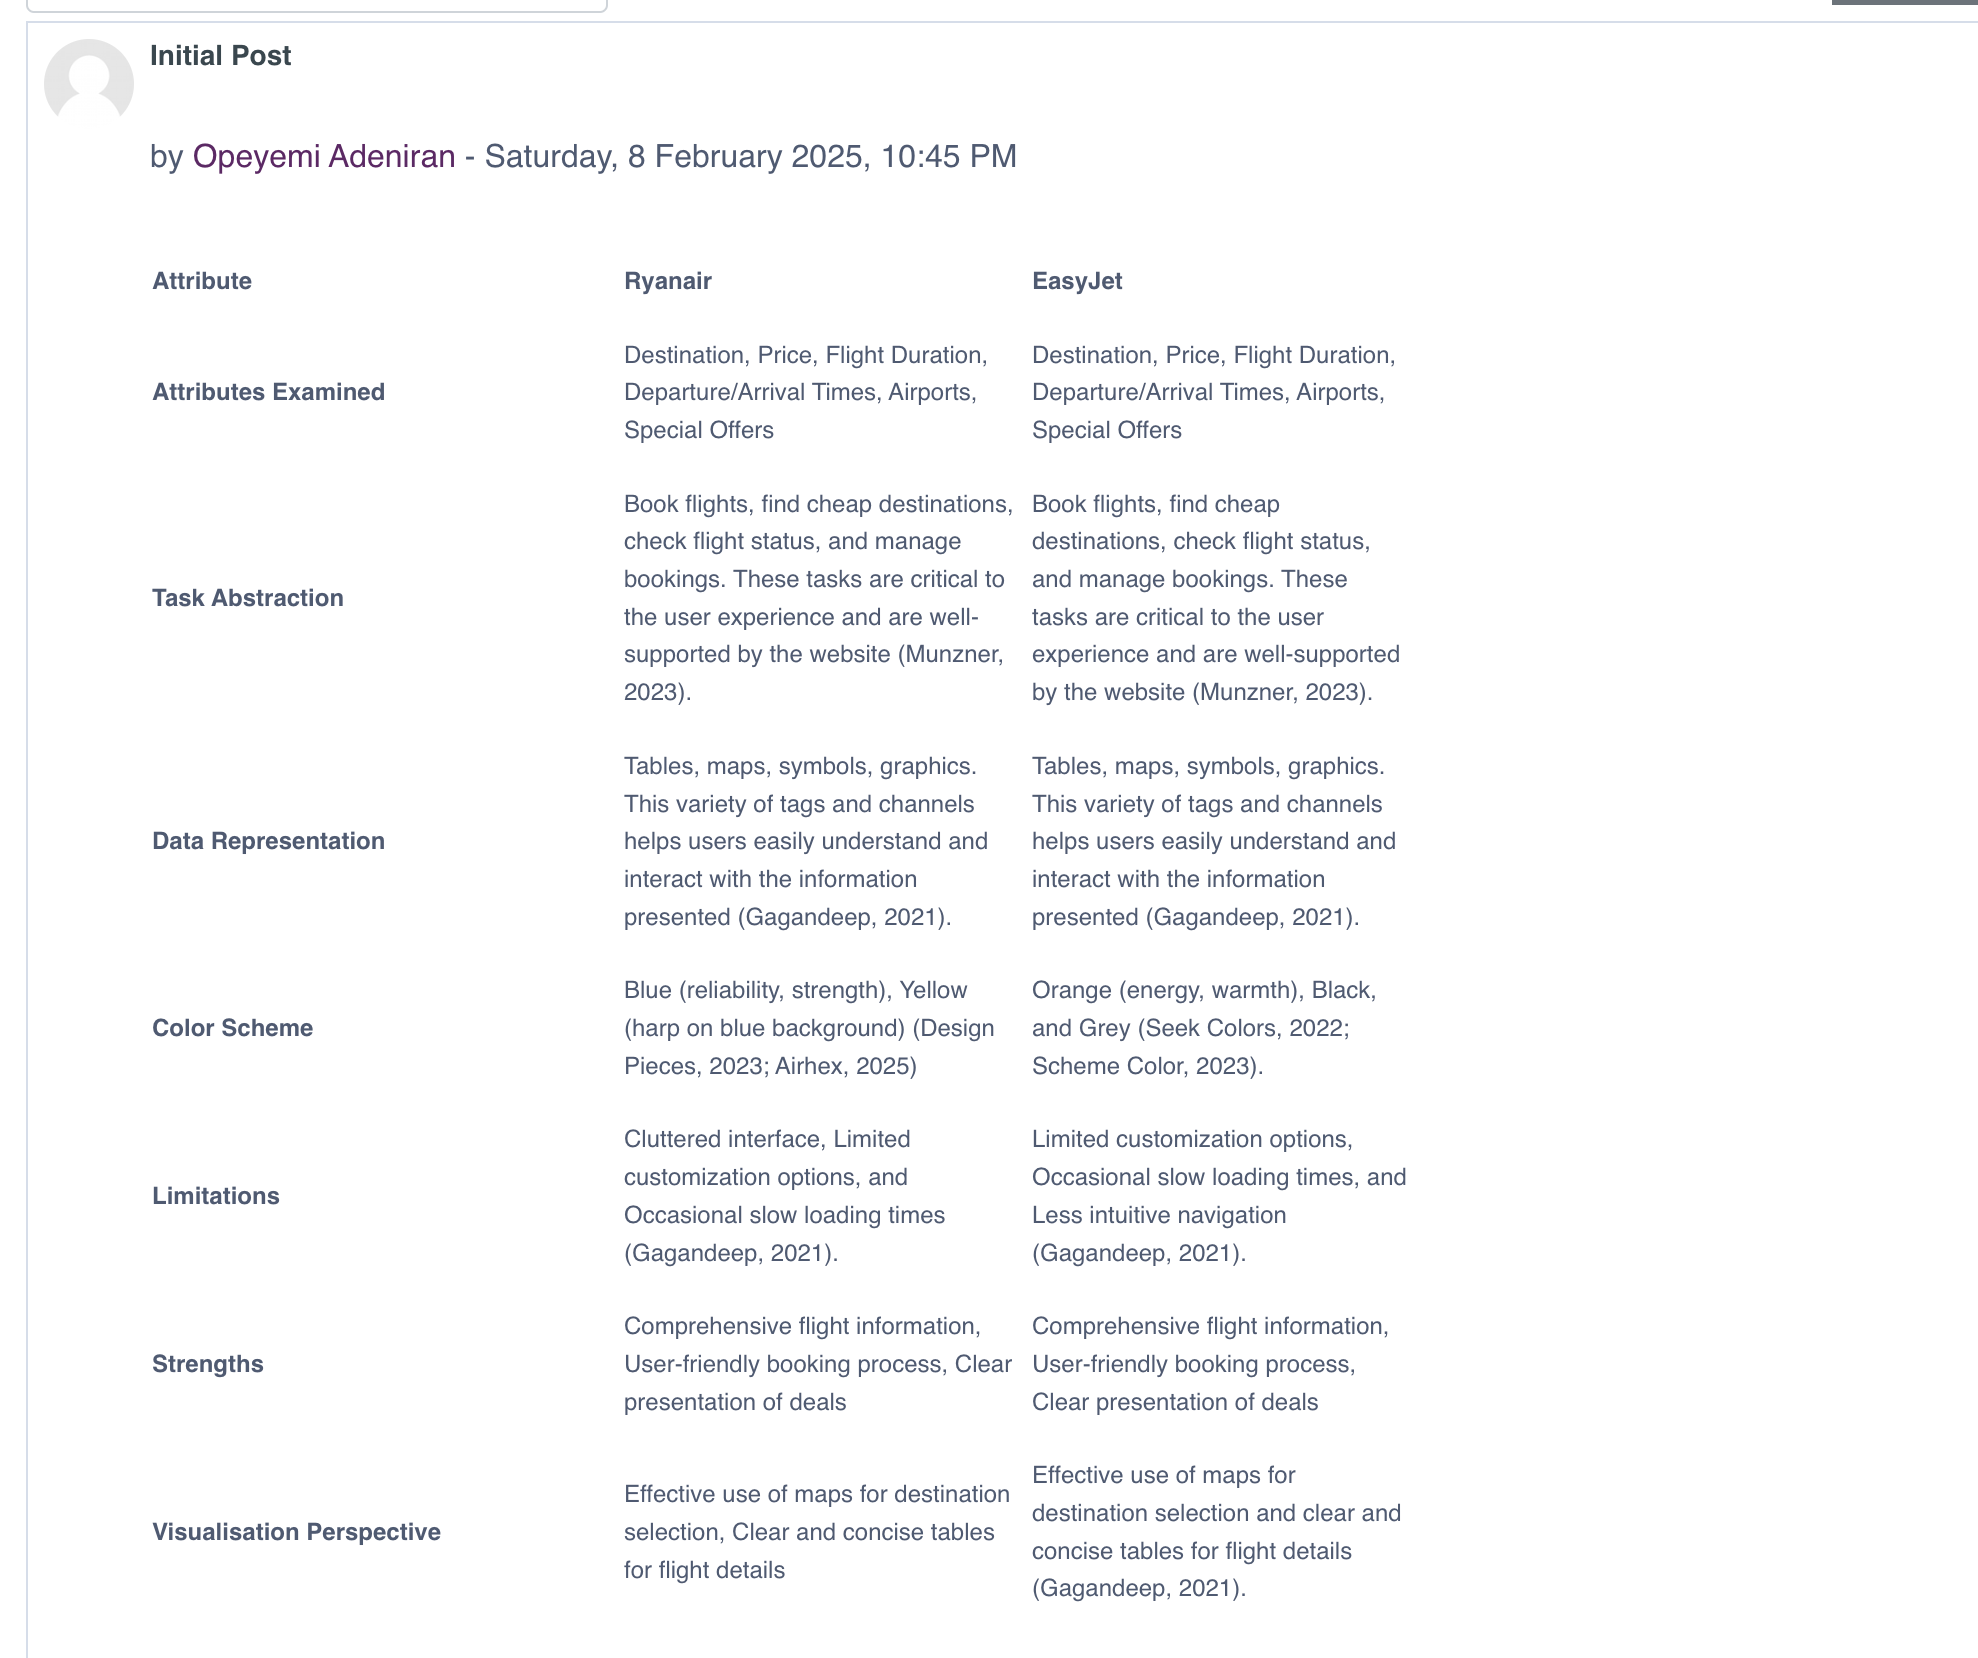 Initial Post
by Opeyemi Adeniran - Saturday, 8 February 2025, 10:45 PM
Attribute
Ryanair
EasyJet
Attributes Examined
Destination, Price, Flight Duration,
Departure/Arrival Times, Airports,
Special Offers
Destination, Price, Flight Duration,
Departure/Arrival Times, Airports,
Special Offers
Task Abstraction
Book flights, find cheap destinations,
check flight status, and manage
bookings. These tasks are critical to
the user experience and are well-
supported by the website (Munzner,
2023).
Book flights, find cheap
destinations, check flight status,
and manage bookings. These
tasks are critical to the user
experience and are well-supported
by the website (Munzner, 2023).
Data Representation
Tables, maps, symbols, graphics.
This variety of tags and channels
helps users easily understand and
interact with the information
presented (Gagandeep, 2021).
Tables, maps, symbols, graphics.
This variety of tags and channels
helps users easily understand and
interact with the information
presented (Gagandeep, 2021).
Color Scheme
Blue (reliability, strength), Yellow
(harp on blue background) (Design
Pieces, 2023; Airhex, 2025)
Orange (energy, warmth), Black,
and Grey (Seek Colors, 2022;
Scheme Color, 2023).
Limitations
Cluttered interface, Limited
customization options, and
Occasional slow loading times
(Gagandeep, 2021).
Limited customization options,
Occasional slow loading times, and
Less intuitive navigation
(Gagandeep, 2021).
Strengths
Comprehensive flight information,
User-friendly booking process, Clear
presentation of deals
Comprehensive flight information,
User-friendly booking process,
Clear presentation of deals
Visualisation Perspective
Effective use of maps for destination
selection, Clear and concise tables
for flight details
Effective use of maps for
destination selection and clear and
concise tables for flight details
(Gagandeep, 2021).